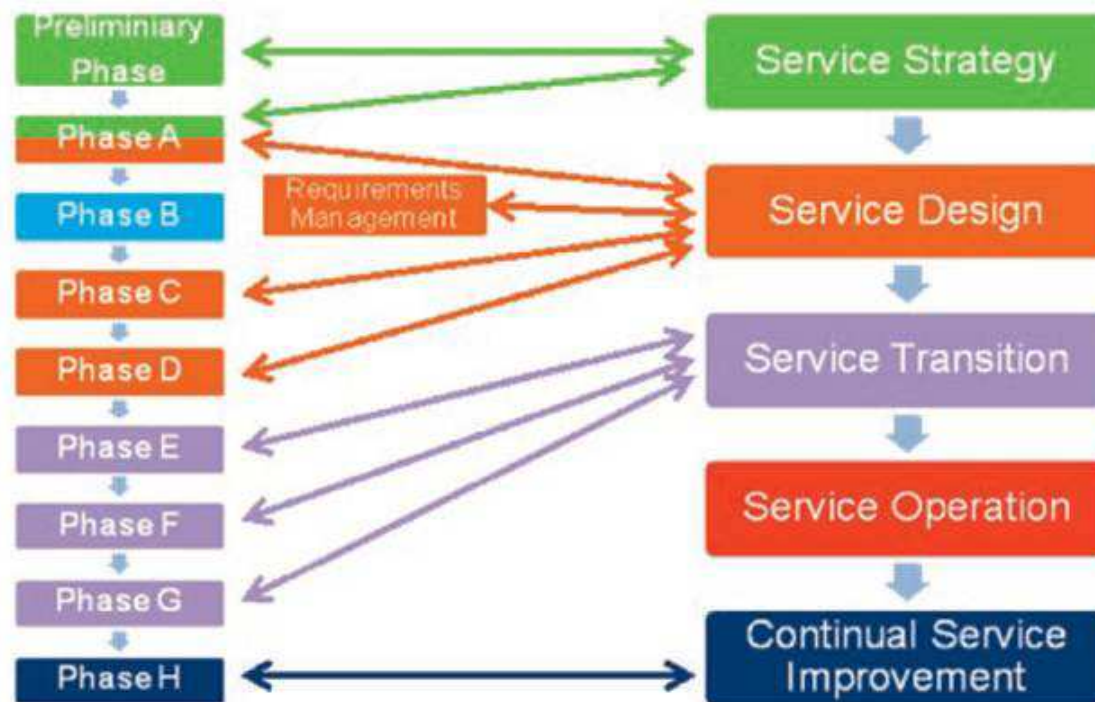 Preliminiary
Phase
Phase A
Phase B
Phase C
Phase D
Phase E
Phase F
Phase G
Phase H
Requirements
Management
Service Strategy
Service Design
Service Transition
Service Operation
Continual Service
Improvement